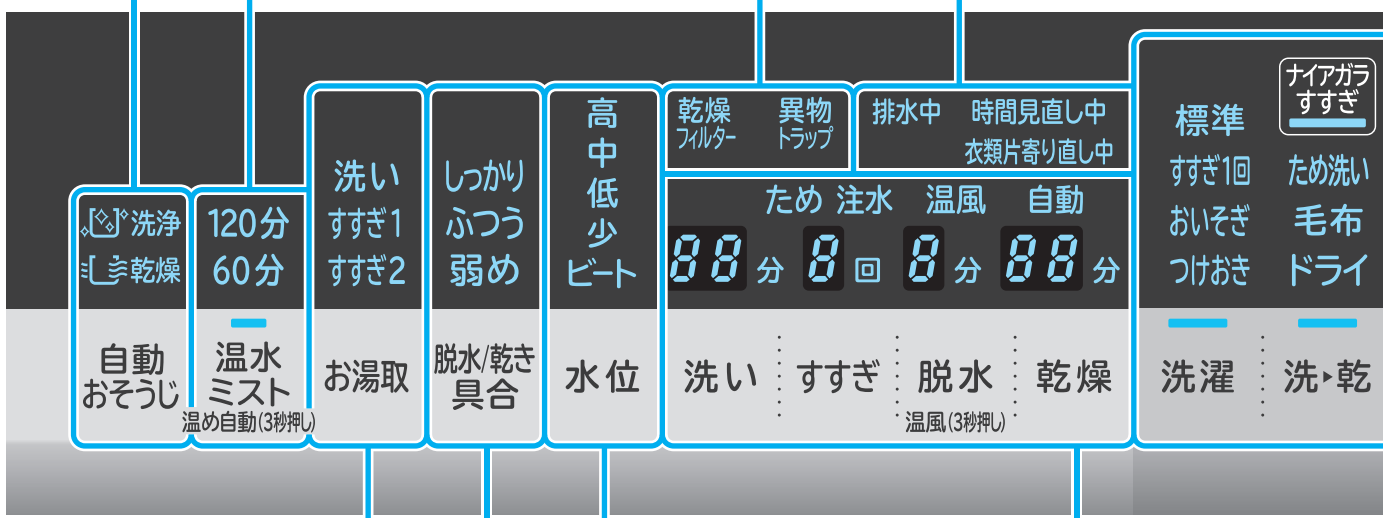 洗浄
乾燥
自動
おそうじ
120分
60分
温水
ミスト
温め自動(3秒押し)
洗い
すすぎ1
すすぎ2
お湯取
しっかり
ふつう
弱め
脱水/乾き
具合
高
中
低
少
ビート
水位
乾燥
フィルター
異物
トラップ
排水中
時間見直し中
衣類片寄り直し中
ため 注水 温風 自動
88分 8回 8分 88分
洗い すすぎ 脱水 乾燥
温風(3秒押し)
標準
すすぎ1回
おいそぎ
つけおき
洗濯
ナイアガラ
すすぎ
ため洗い
毛布
ドライ
洗▸乾